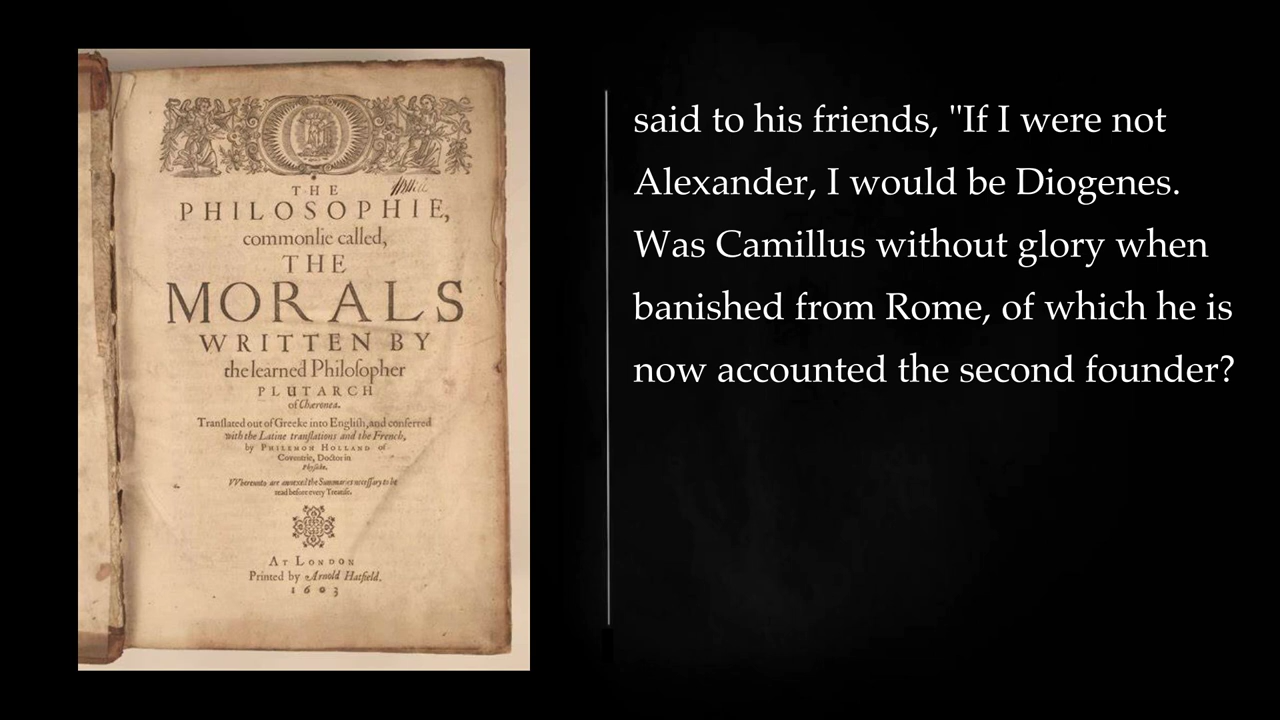 THE
PHILOSOPHIE,
commonlie called,
THE
MORALS
WRITTEN BY
the learned Philoſopher
PLUTARCH
of Chæronea.
Tranſlated out of Greeke into Engliſh, and conferred
with the Latine tranſlations and the French,
by PHILEMON HOLLAND of
Coventrie, Doctor in
Phyſicke.
VVhereunto are annexed the Summaries neceſſary to be
read before every Treatiſe.
AT LONDON
Printed by Arnold Hatfield.
1603
said to his friends, "If I were not
Alexander, I would be Diogenes.
Was Camillus without glory when
banished from Rome, of which he is
now accounted the second founder?